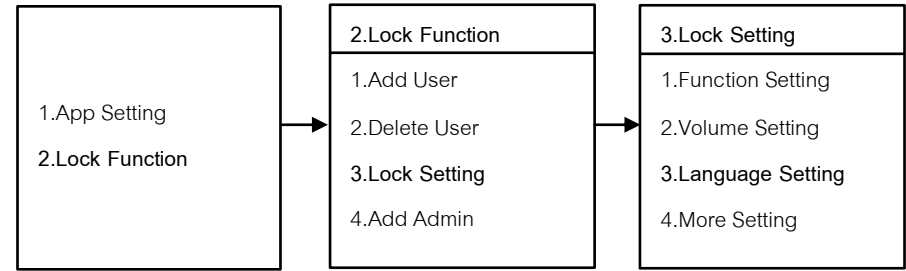 1.App Setting
2.Lock Function
2.Lock Function
1.Add User
2.Delete User
3.Lock Setting
4.Add Admin
3.Lock Setting
1.Function Setting
2.Volume Setting
3.Language Setting
4.More Setting